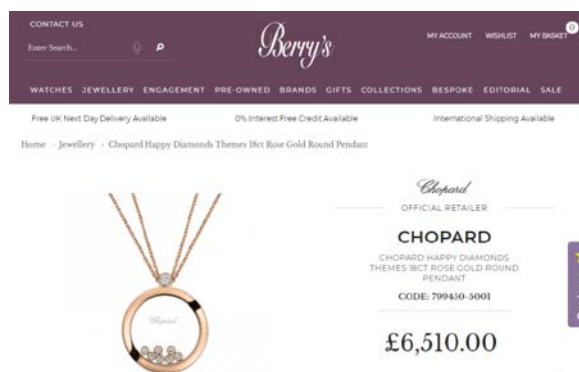 CONTACT US
Enter Search...
Berry's
MY ACCOUNT WISHLIST MY BASKET 0
WATCHES JEWELLERY ENGAGEMENT PRE-OWNED BRANDS GIFTS COLLECTIONS BESPOKE EDITORIAL SALE
Free UK Next Day Delivery Available 0% Interest Free Credit Available International Shipping Available
Home › Jewellery › Chopard Happy Diamonds Themes 18ct Rose Gold Round Pendant
Chopard
Chopard
OFFICIAL RETAILER
CHOPARD
CHOPARD HAPPY DIAMONDS
THEMES 18CT ROSE GOLD ROUND
PENDANT
CODE: 799450-5001
£6,510.00